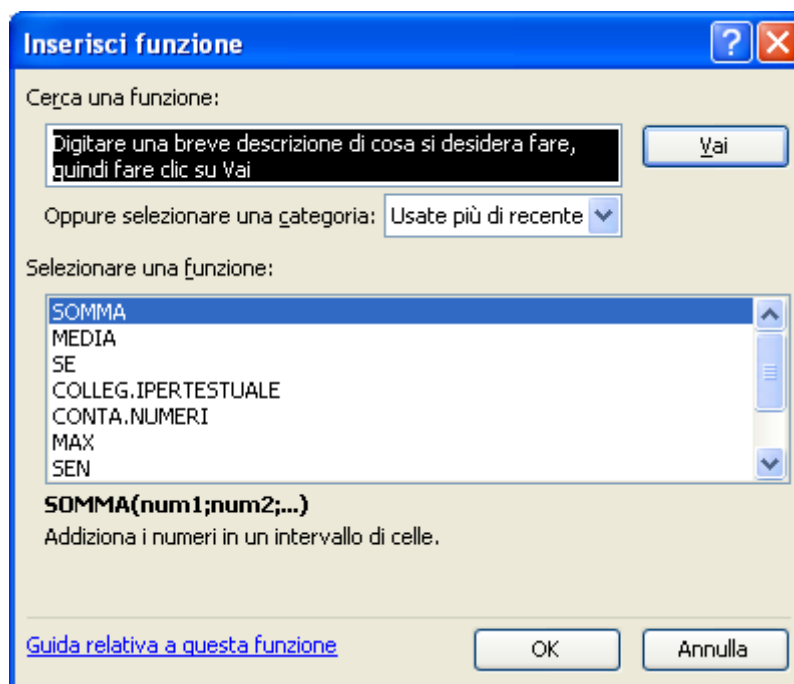 Inserisci funzione
Cerca una funzione:
Digitare una breve descrizione di cosa si desidera fare,
quindi fare clic su Vai
Vai
Oppure selezionare una categoria: Usate più di recente
Selezionare una funzione:
SOMMA
MEDIA
SE
COLLEG.IPERTESTUALE
CONTA.NUMERI
MAX
SEN
SOMMA(num1;num2;...)
Addiziona i numeri in un intervallo di celle.
Guida relativa a questa funzione OK Annulla